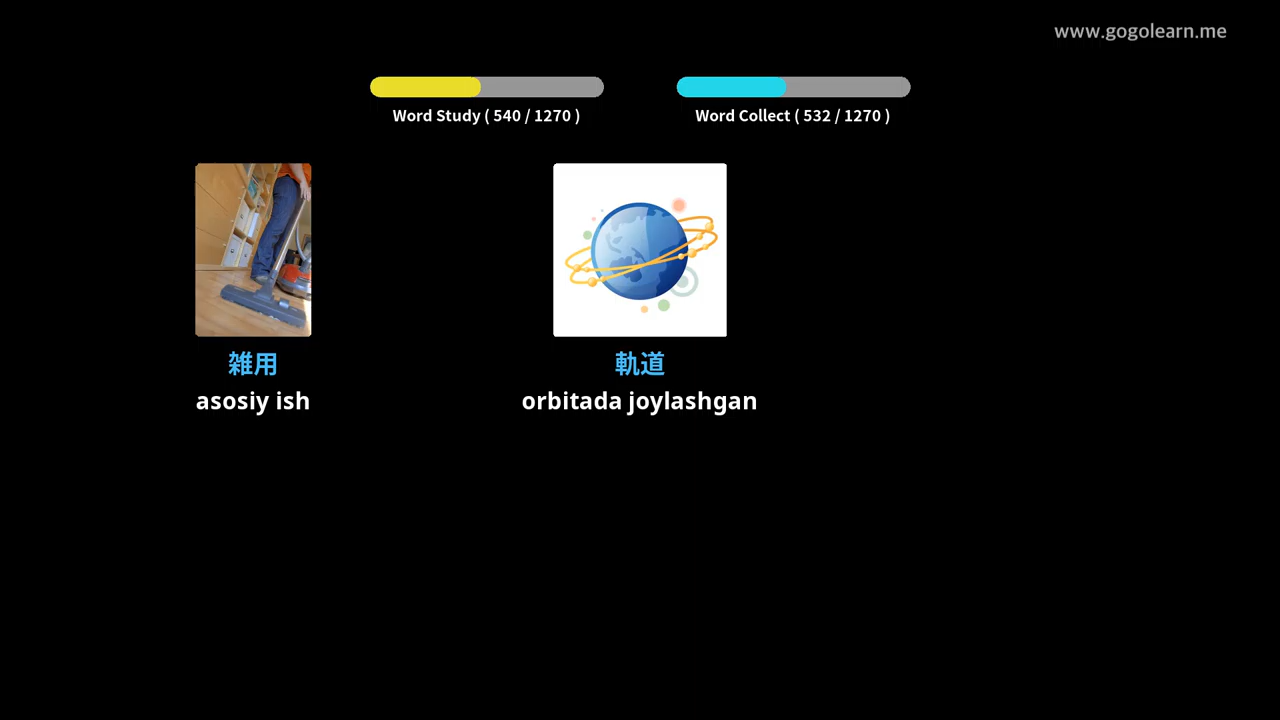 www.gogolearn.me
Word Study ( 540 / 1270 )
Word Collect ( 532 / 1270 )
雑用
asosiy ish
軌道
orbitada joylashgan